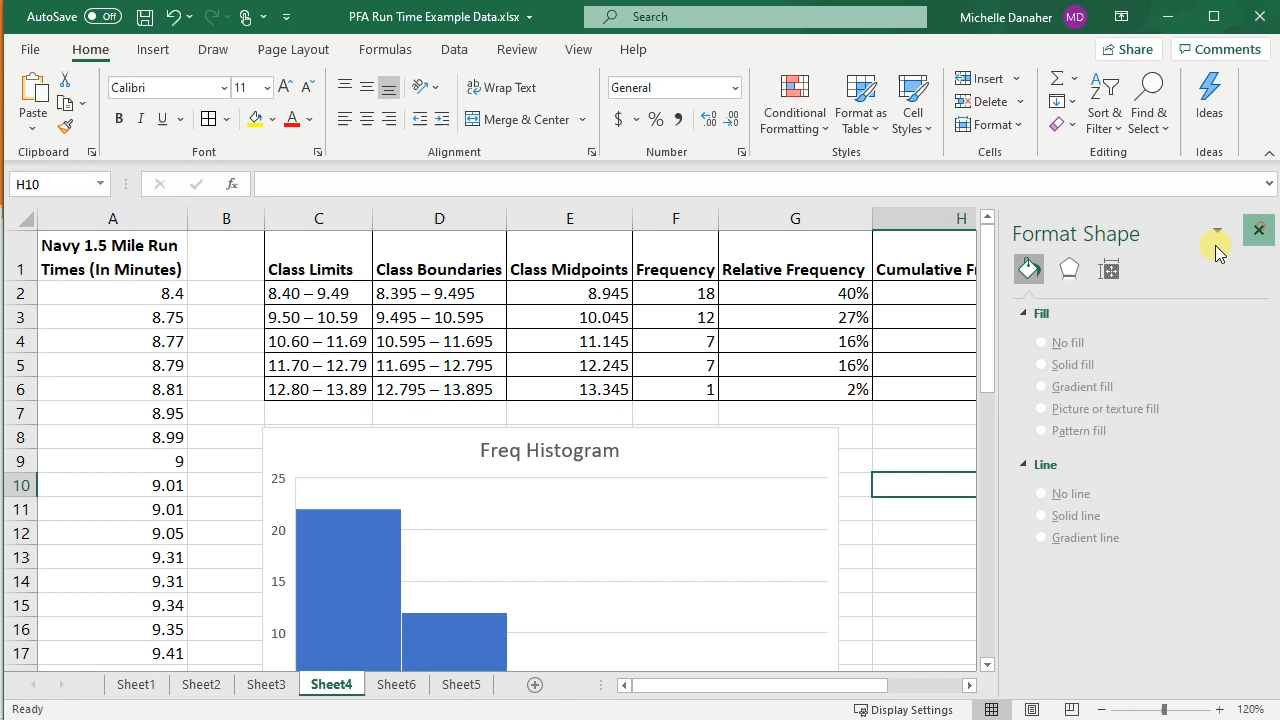 AutoSave Off PFA Run Time Example Data.xlsx Search Michelle Danaher MD
File Home Insert Draw Page Layout Formulas Data Review View Help Share Comments
Calibri 11 A A Wrap Text General Insert Σ
Paste B I U A Merge & Center $ % 9 Conditional Formatting Format as Table Cell Styles Delete Format Sort & Filter Find & Select Ideas
Clipboard Font Alignment Number Styles Cells Editing Ideas
H10 fx
A B C D E F G H
1 Navy 1.5 Mile Run Times (In Minutes) Class Limits Class Boundaries Class Midpoints Frequency Relative Frequency Cumulative Fr
2 8.4 8.40 – 9.49 8.395 – 9.495 8.945 18 40%
3 8.75 9.50 - 10.59 9.495 – 10.595 10.045 12 27%
4 8.77 10.60 – 11.69 10.595 – 11.695 11.145 7 16%
5 8.79 11.70 – 12.79 11.695 – 12.795 12.245 7 16%
6 8.81 12.80 – 13.89 12.795 – 13.895 13.345 1 2%
7 8.95
8 8.99
9 9
10 9.01
11 9.01
12 9.05
13 9.31
14 9.31
15 9.34
16 9.35
17 9.41
Freq Histogram
25
20
15
10
Format Shape
Fill
No fill
Solid fill
Gradient fill
Picture or texture fill
Pattern fill
Line
No line
Solid line
Gradient line
Sheet1 Sheet2 Sheet3 Sheet4 Sheet6 Sheet5
Ready Display Settings 120%